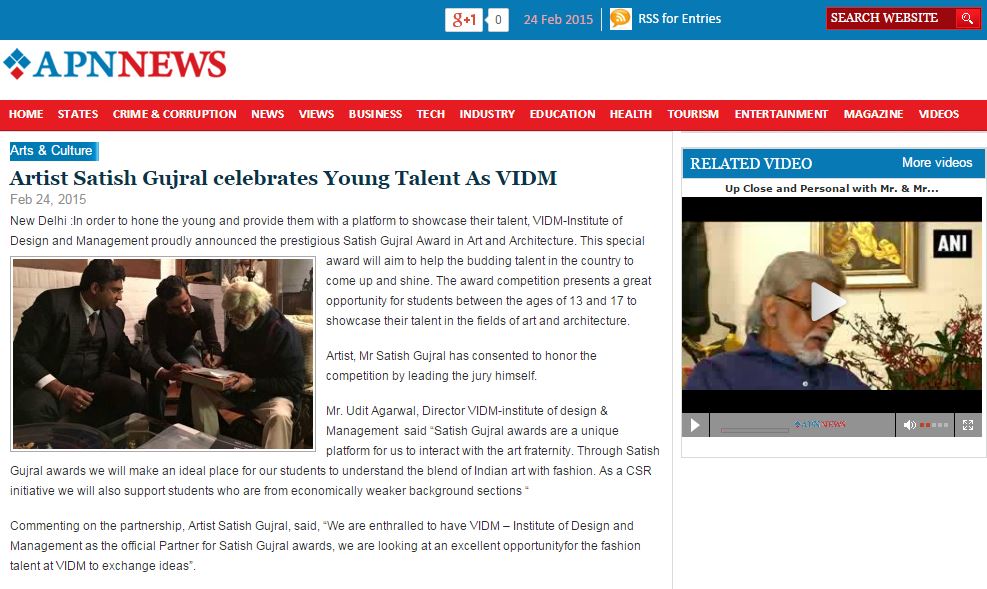 g+1 0 24 Feb 2015 RSS for Entries SEARCH WEBSITE
APNNEWS
HOME STATES CRIME & CORRUPTION NEWS VIEWS BUSINESS TECH INDUSTRY EDUCATION HEALTH TOURISM ENTERTAINMENT MAGAZINE VIDEOS
Arts & Culture
Artist Satish Gujral celebrates Young Talent As VIDM
Feb 24, 2015
New Delhi :In order to hone the young and provide them with a platform to showcase their talent, VIDM-Institute of
Design and Management proudly announced the prestigious Satish Gujral Award in Art and Architecture. This special
award will aim to help the budding talent in the country to
come up and shine. The award competition presents a great
opportunity for students between the ages of 13 and 17 to
showcase their talent in the fields of art and architecture.
Artist, Mr Satish Gujral has consented to honor the
competition by leading the jury himself.
Mr. Udit Agarwal, Director VIDM-institute of design &
Management said “Satish Gujral awards are a unique
platform for us to interact with the art fraternity. Through Satish
Gujral awards we will make an ideal place for our students to understand the blend of Indian art with fashion. As a CSR
initiative we will also support students who are from economically weaker background sections “
Commenting on the partnership, Artist Satish Gujral, said, “We are enthralled to have VIDM – Institute of Design and
Management as the official Partner for Satish Gujral awards, we are looking at an excellent opportunityfor the fashion
talent at VIDM to exchange ideas”.
RELATED VIDEO More videos
Up Close and Personal with Mr. & Mr...
ANI
APNNEWS